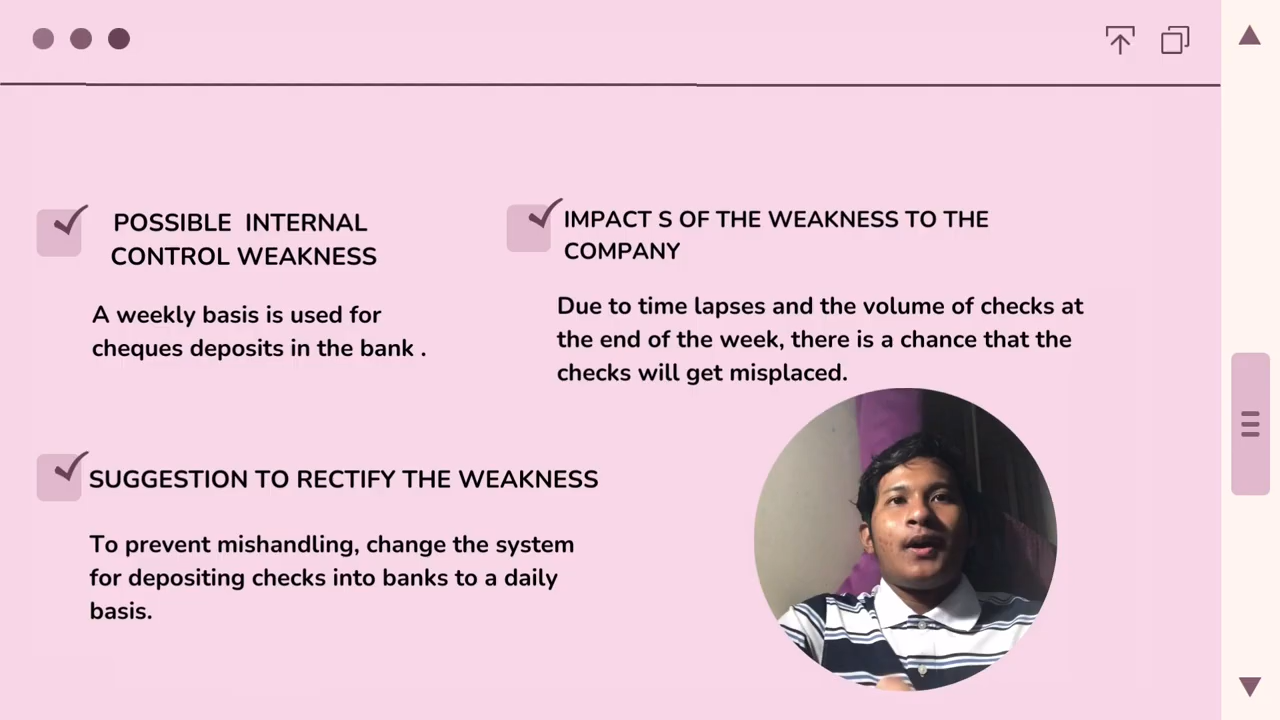 POSSIBLE  INTERNAL
CONTROL WEAKNESS
A weekly basis is used for
cheques deposits in the bank .
IMPACT S OF THE WEAKNESS TO THE
COMPANY
Due to time lapses and the volume of checks at
the end of the week, there is a chance that the
checks will get misplaced.
SUGGESTION TO RECTIFY THE WEAKNESS
To prevent mishandling, change the system
for depositing checks into banks to a daily
basis.